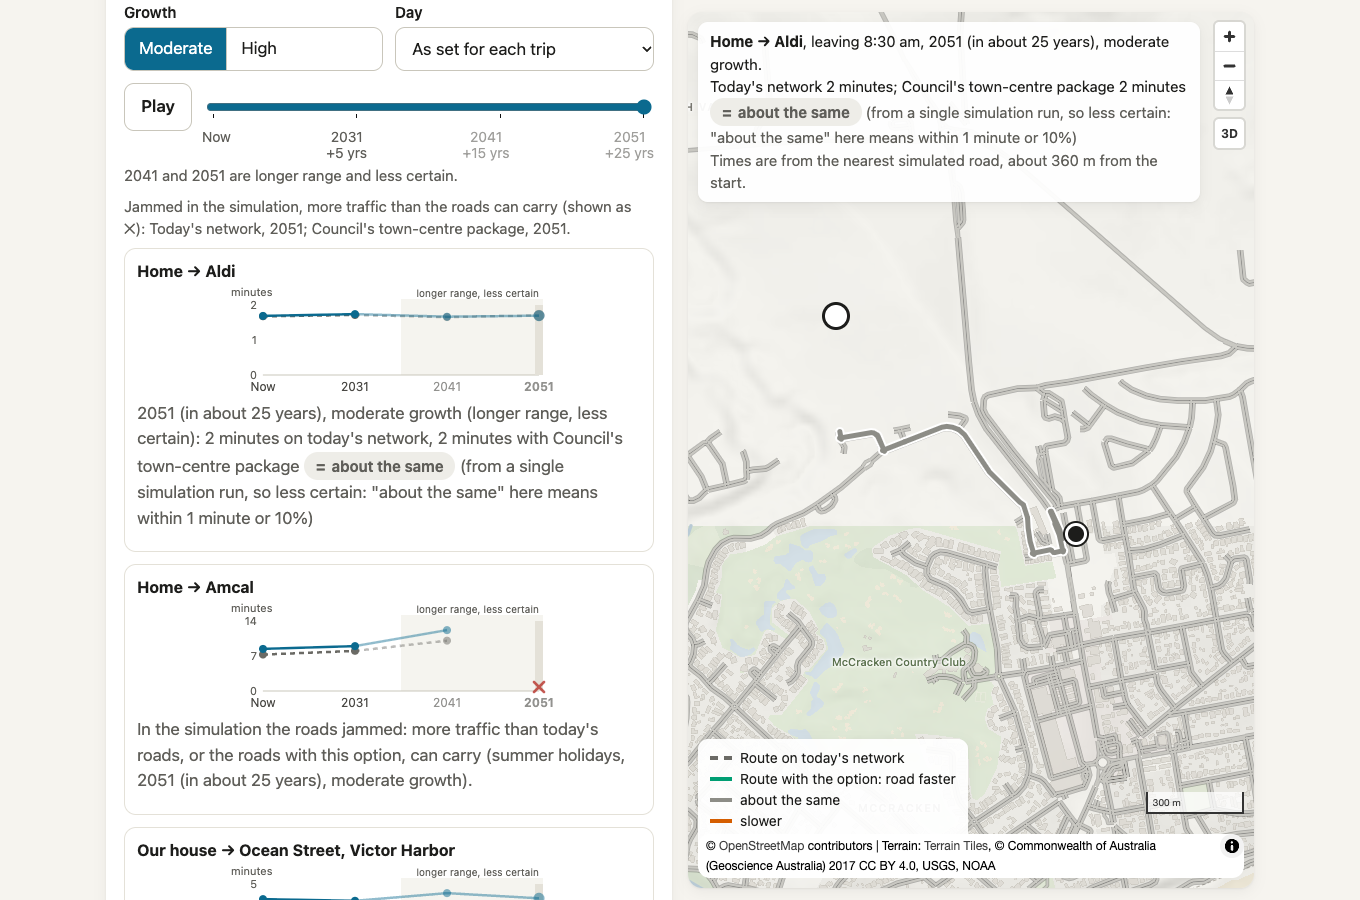 Growth
Day
Moderate
High
As set for each trip
Play
Now
2031
+5 yrs
2041
+15 yrs
2051
+25 yrs
2041 and 2051 are longer range and less certain.
Jammed in the simulation, more traffic than the roads can carry (shown as
✕): Today's network, 2051; Council's town-centre package, 2051.
Home → Aldi
minutes
longer range, less certain
2
1
0
Now
2031
2041
2051
2051 (in about 25 years), moderate growth (longer range, less
certain): 2 minutes on today's network, 2 minutes with Council's
town-centre package = about the same (from a single
simulation run, so less certain: "about the same" here means
within 1 minute or 10%)
Home → Amcal
minutes
longer range, less certain
14
7
0
Now
2031
2041
2051
In the simulation the roads jammed: more traffic than today's
roads, or the roads with this option, can carry (summer holidays,
2051 (in about 25 years), moderate growth).
Our house → Ocean Street, Victor Harbor
minutes
longer range, less certain
5
Home → Aldi, leaving 8:30 am, 2051 (in about 25 years), moderate
growth.
Today's network 2 minutes; Council's town-centre package 2 minutes
= about the same (from a single simulation run, so less certain:
"about the same" here means within 1 minute or 10%)
Times are from the nearest simulated road, about 360 m from the
start.
3D
McCracken Country Club
Route on today's network
Route with the option: road faster
about the same
slower
300 m
© OpenStreetMap contributors | Terrain: Terrain Tiles, © Commonwealth of Australia
(Geoscience Australia) 2017 CC BY 4.0, USGS, NOAA